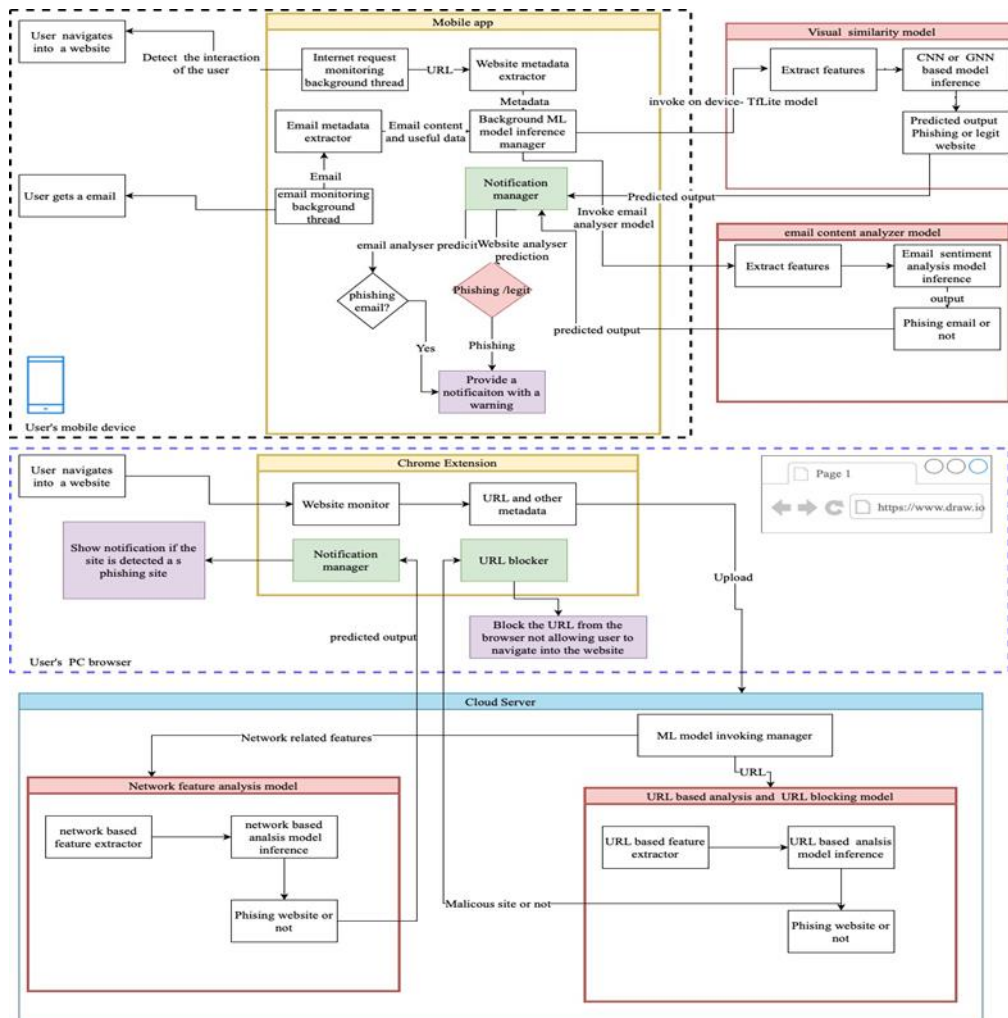 Mobile app
User navigates
into a website
Detect the interaction
of the user
Internet request
monitoring
background thread
URL
Website metadata
extractor
Metadata
Email metadata
extractor
Email content
and useful data
Background ML
model inference
manager
Email
User gets a email
email monitoring
background
thread
Notification
manager
email analyser predicit
Website analyser
prediction
phishing
email?
Phishing /legit
Yes
Phishing
Provide a
notificaiton with a
warning
User's mobile device
Visual similarity model
Extract features
CNN or GNN
based model
inference
invoke on device- TfLite model
Predicted output
Phishing or legit
website
Predicted output
Invoke email
analyser model
email content analyzer model
Extract features
Email sentiment
analysis model
inference
output
Phising email or
not
predicted output
User navigates
into a website
Chrome Extension
Website monitor
URL and other
metadata
Page 1
https://www.draw.io
Show notification if the
site is detected a s
phishing site
Notification
manager
URL blocker
Upload
Block the URL from the
browser not allowing user to
navigate into the website
predicted output
User's PC browser
Cloud Server
ML model invoking manager
Network related features
URL
Network feature analysis model
network based
feature extractor
network based
analsis model
inference
Phising website or
not
URL based analysis and URL blocking model
URL based feature
extractor
URL based analsis
model inference
Malicous site or not
Phising website or
not